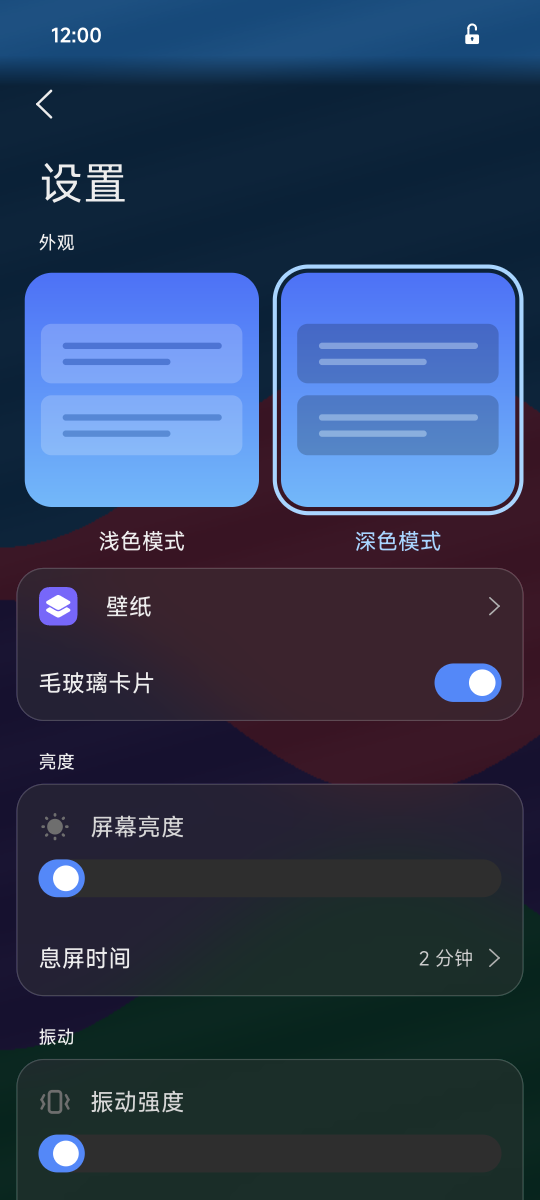 12:00
设置
外观
浅色模式
深色模式
壁纸
毛玻璃卡片
亮度
屏幕亮度
息屏时间 2 分钟
振动
振动强度